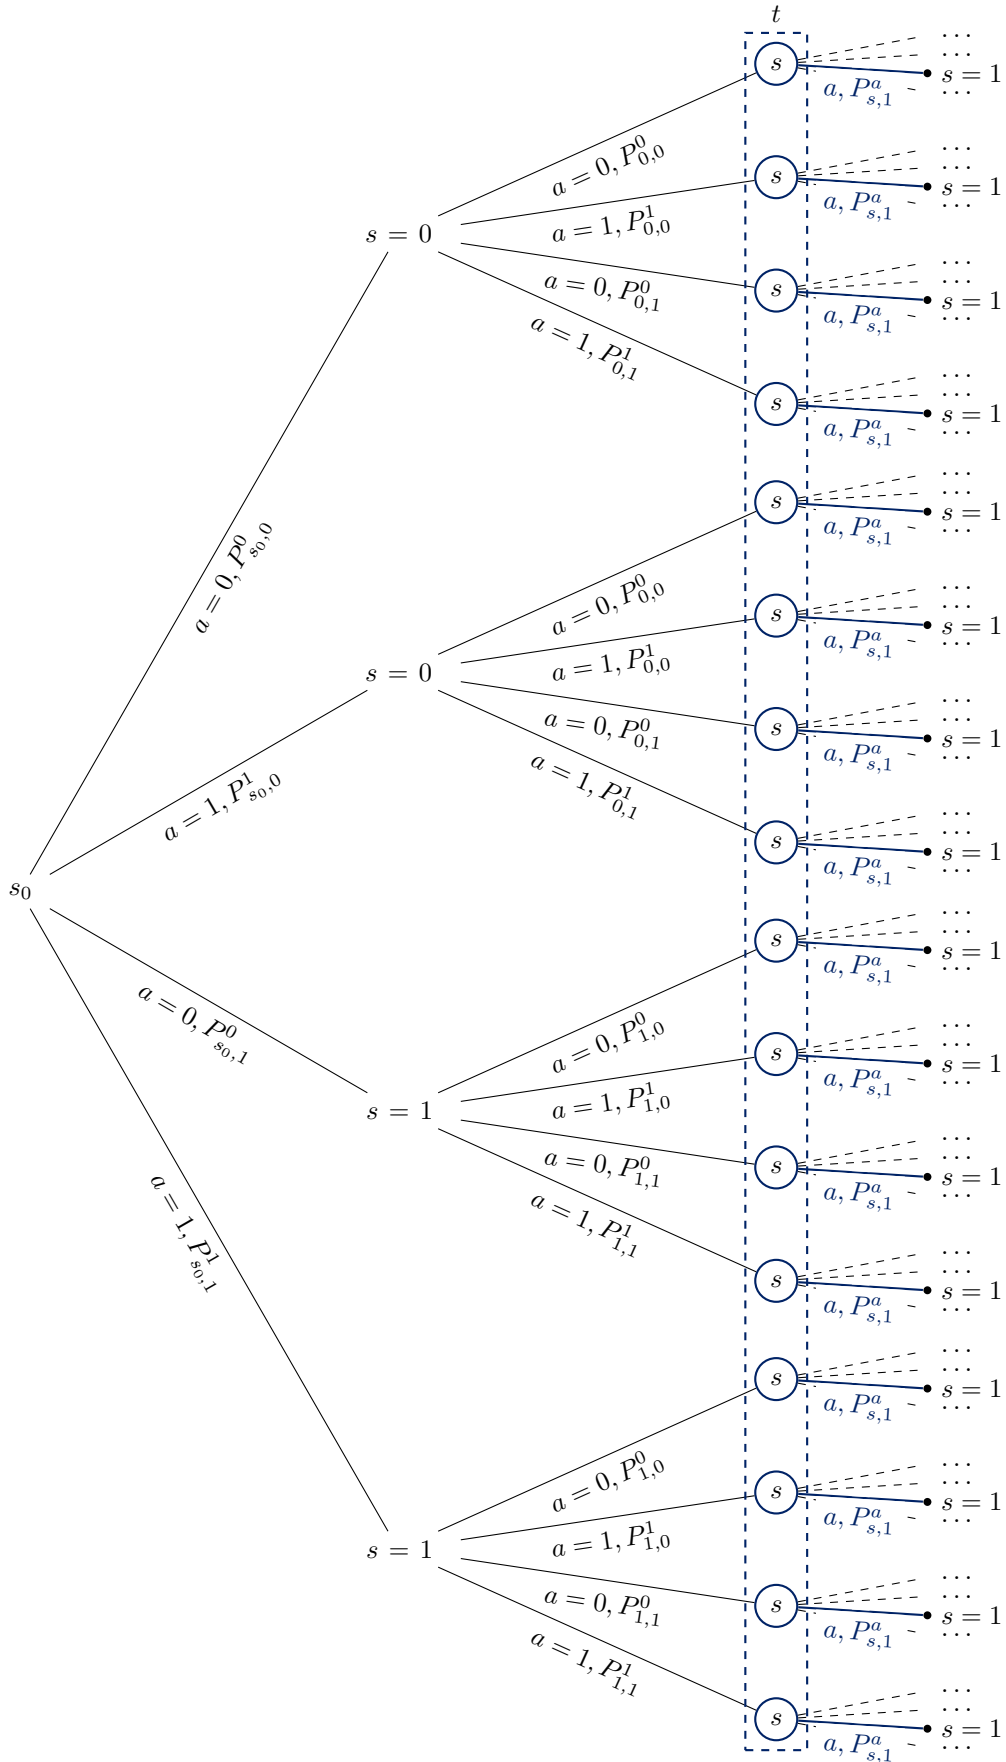 t
s
a, P^a_{s,1}
...
...
s = 1
...
a = 0, P^0_{0,0}
s
a, P^a_{s,1}
...
...
s = 1
...
a = 1, P^1_{0,0}
s = 0
a = 0, P^0_{0,1}
s
a, P^a_{s,1}
...
...
s = 1
...
a = 1, P^1_{0,1}
s
a, P^a_{s,1}
...
...
s = 1
...
a = 0, P^0_{s_0,0}
s
a, P^a_{s,1}
...
...
s = 1
...
a = 0, P^0_{0,0}
s
a, P^a_{s,1}
...
...
s = 1
...
a = 1, P^1_{0,0}
s = 0
a = 0, P^0_{0,1}
s
a, P^a_{s,1}
...
...
s = 1
...
a = 1, P^1_{0,1}
s
a, P^a_{s,1}
...
...
s = 1
...
a = 1, P^1_{s_0,0}
s_0
s
a, P^a_{s,1}
...
...
s = 1
...
a = 0, P^0_{s_0,1}
a = 0, P^0_{1,0}
s
a, P^a_{s,1}
...
...
s = 1
...
a = 1, P^1_{1,0}
s = 1
a = 0, P^0_{1,1}
s
a, P^a_{s,1}
...
...
s = 1
...
a = 1, P^1_{1,1}
s
a, P^a_{s,1}
...
...
s = 1
...
a = 1, P^1_{s_0,1}
s
a, P^a_{s,1}
...
...
s = 1
...
a = 0, P^0_{1,0}
s
a, P^a_{s,1}
...
...
s = 1
...
a = 1, P^1_{1,0}
s = 1
a = 0, P^0_{1,1}
s
a, P^a_{s,1}
...
...
s = 1
...
a = 1, P^1_{1,1}
s
a, P^a_{s,1}
...
...
s = 1
...